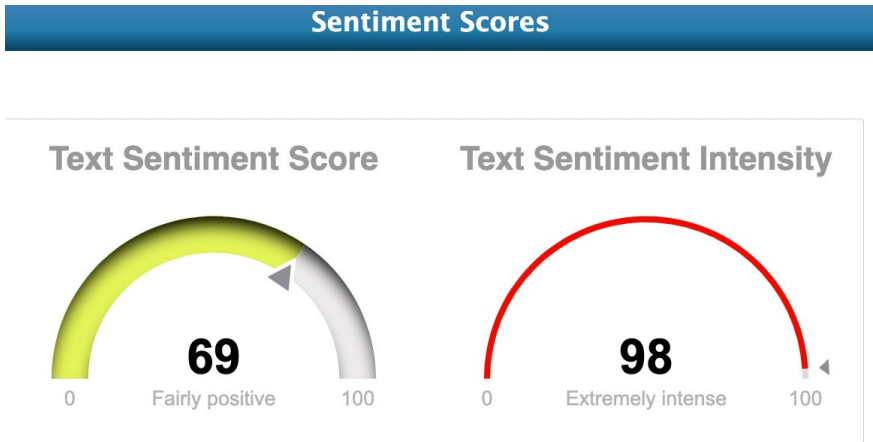 Sentiment Scores
Text Sentiment Score
69
0 Fairly positive 100
Text Sentiment Intensity
98
0 Extremely intense 100